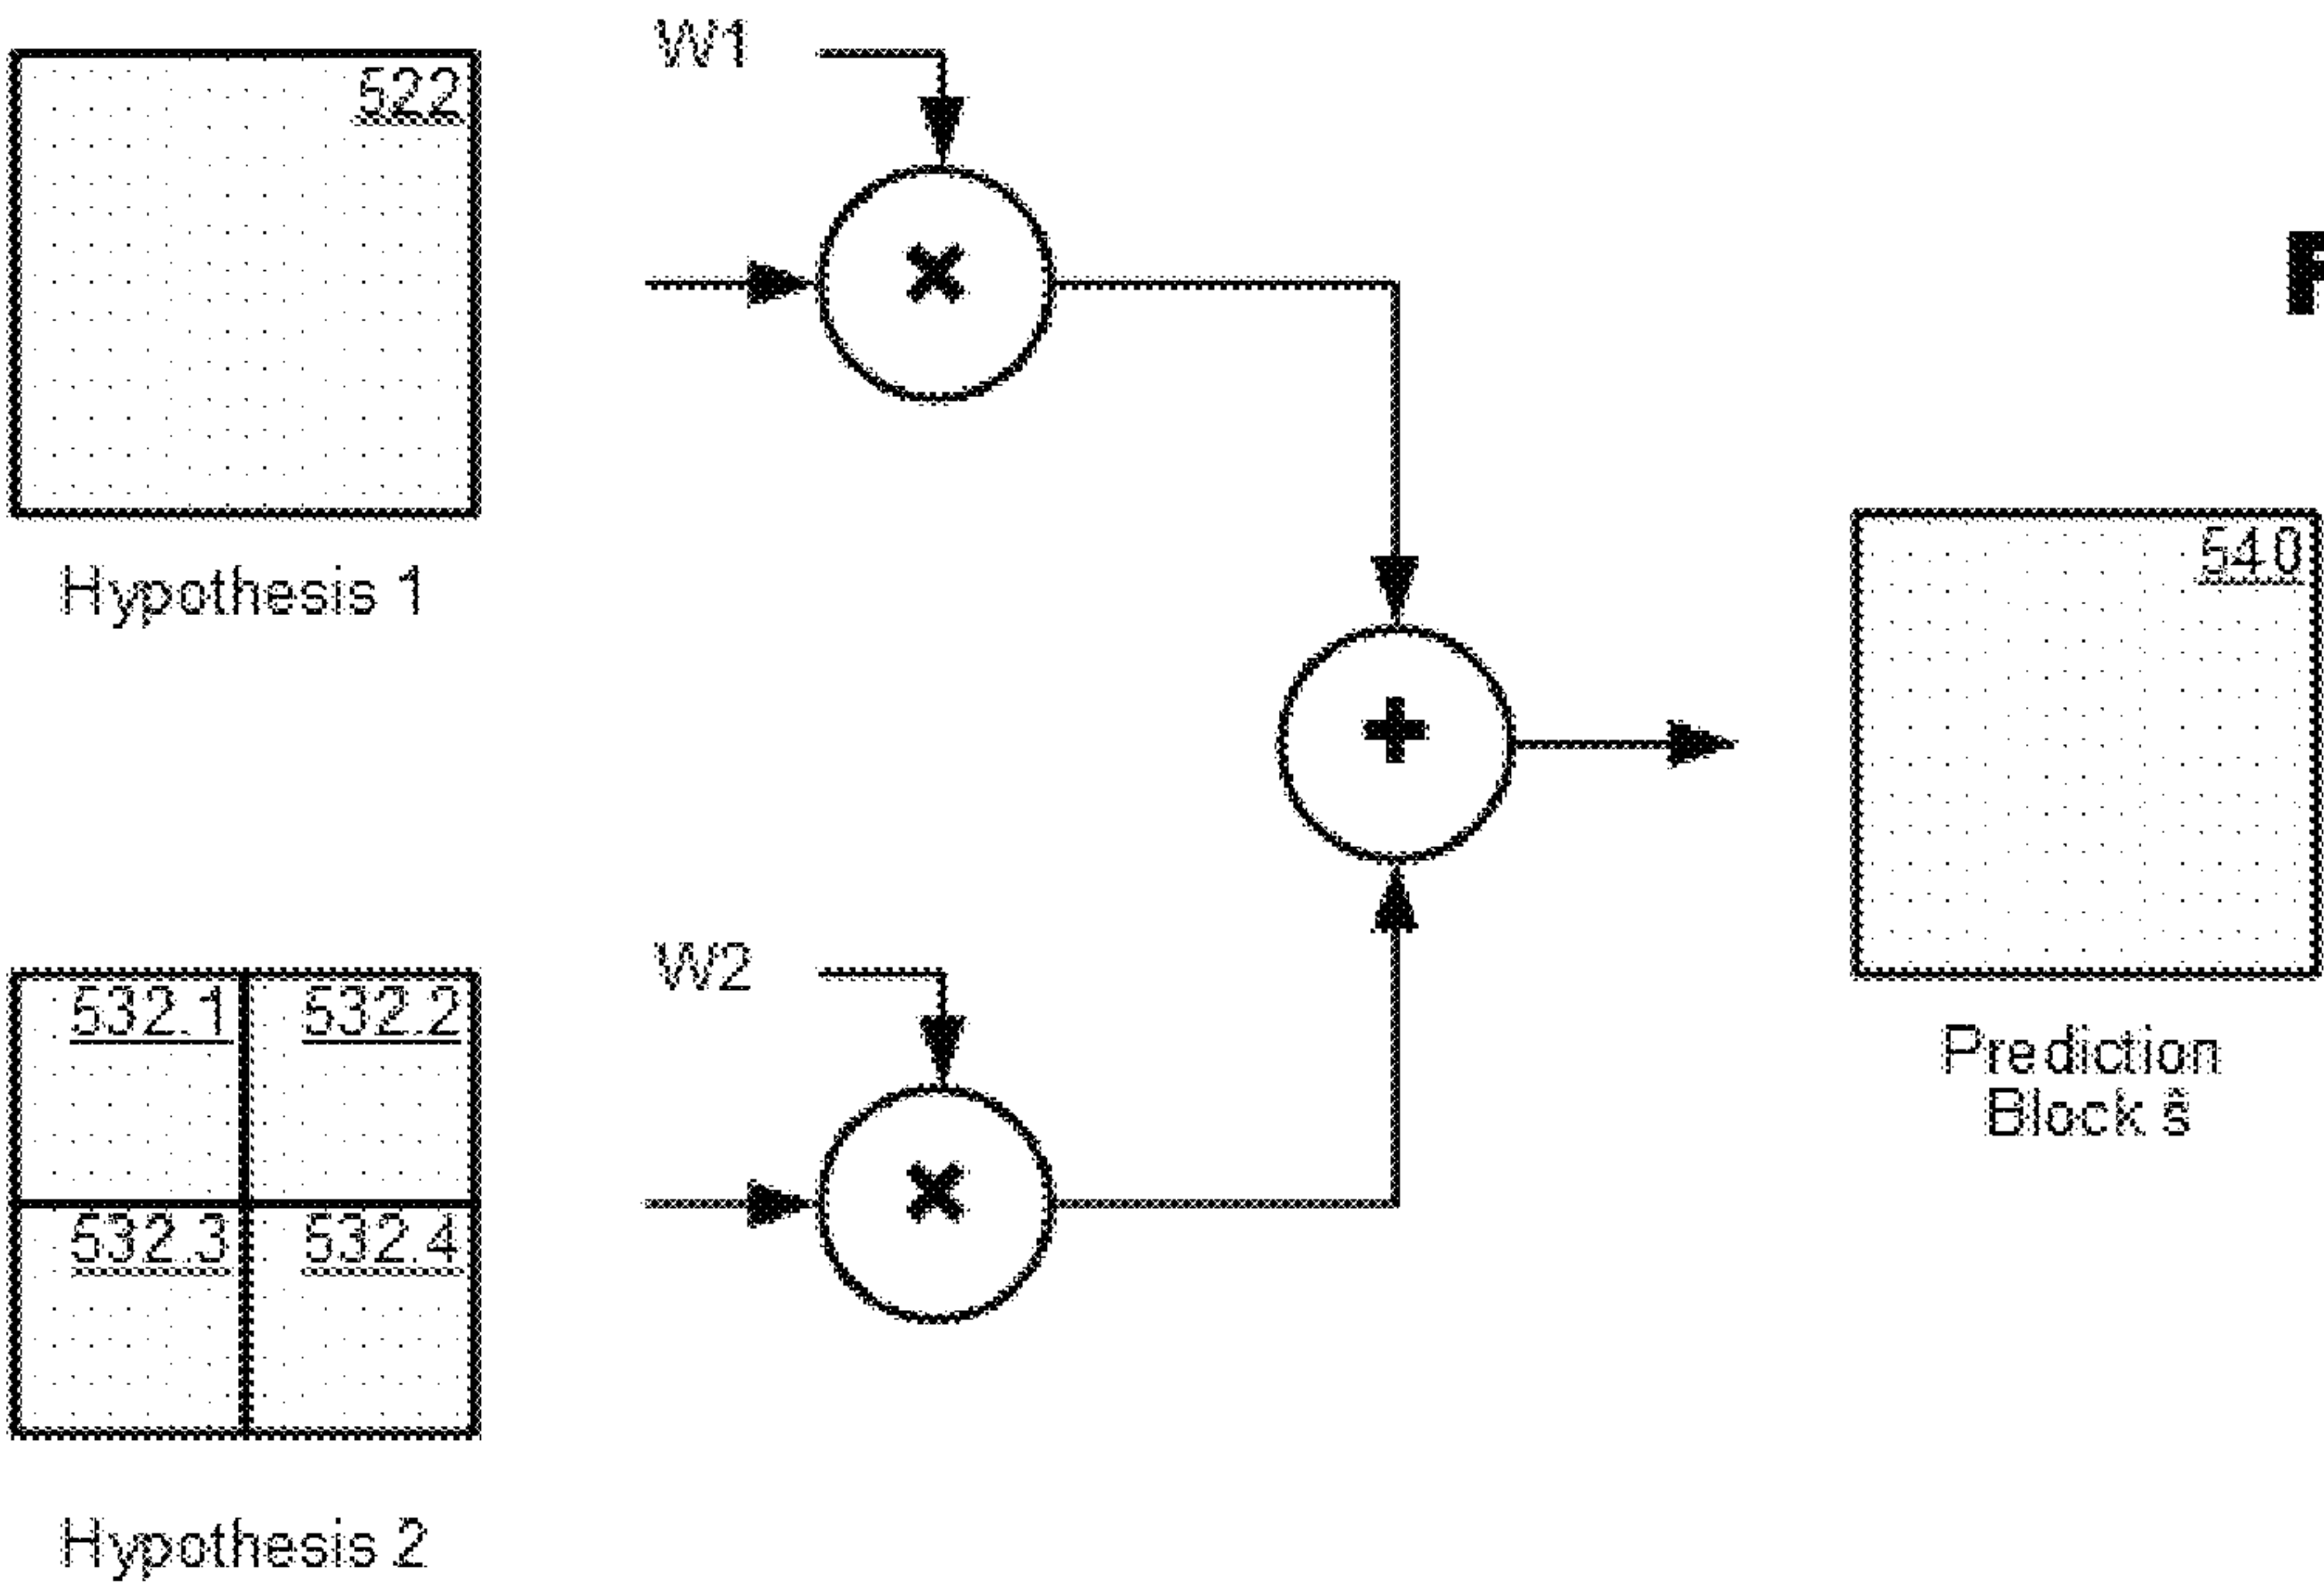 W1
522
Hypothesis 1
540
Prediction
Block ŝ
W2
532.1 532.2
532.3 532.4
Hypothesis 2